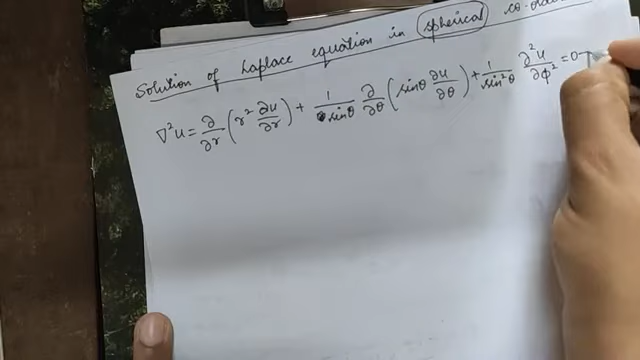 Solution of Laplace equation in spherical co-ordi
∇²u = ∂/∂r (r² ∂u/∂r) + 1/sinθ ∂/∂θ (sinθ ∂u/∂θ) + 1/sin²θ ∂²u/∂ϕ² = 0 -